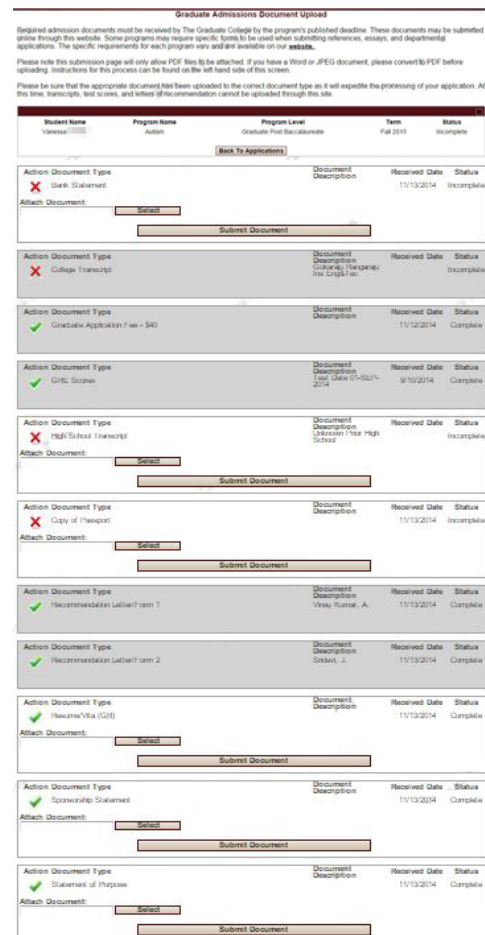 Graduate Admissions Document Upload
Required admission documents must be received by The Graduate College by the program's published deadline. These documents may be submitted
online through this website. Some programs may require specific forms to be used when submitting references, essays, and departmental
applications. The specific requirements for each program vary and are available on our website.
Please note this submission page will only allow PDF files to be attached. If you have a Word or JPEG document, please convert to PDF before
uploading. Instructions for this process can be found on the left hand side of this screen.
Please be sure that the appropriate document has been uploaded to the correct document type as it will expedite the processing of your application. At
this time, transcripts, test scores, and letters of recommendation cannot be uploaded through this site.
Student Name Program Name Program Level Term Status
Vanessa Autism Graduate Post Baccalaureate Fall 2015 Incomplete
Back To Applications
Action Document Type Document Description Received Date Status
Bank Statement 11/13/2014 Incomplete
Attach Document:
Select
Submit Document
Action Document Type Document Description Received Date Status
College Transcript Gokaraju Rangaraju Ins Eng&Tec Incomplete
Action Document Type Document Description Received Date Status
Graduate Application Fee - $40 11/12/2014 Complete
Action Document Type Document Description Received Date Status
GRE Scores Test Date 01-SEP-2014 9/10/2014 Complete
Action Document Type Document Description Received Date Status
High School Transcript Unknown Prior High School Incomplete
Attach Document:
Select
Submit Document
Action Document Type Document Description Received Date Status
Copy of Passport 11/13/2014 Incomplete
Attach Document:
Select
Submit Document
Action Document Type Document Description Received Date Status
Recommendation Letter/Form 1 Vinay Kumar, A. 11/13/2014 Complete
Action Document Type Document Description Received Date Status
Recommendation Letter/Form 2 Sridevi, J. 11/13/2014 Complete
Action Document Type Document Description Received Date Status
Resume/Vita (Grd) 11/13/2014 Complete
Attach Document:
Select
Submit Document
Action Document Type Document Description Received Date Status
Sponsorship Statement 11/13/2014 Complete
Attach Document:
Select
Submit Document
Action Document Type Document Description Received Date Status
Statement of Purpose 11/13/2014 Complete
Attach Document:
Select
Submit Document